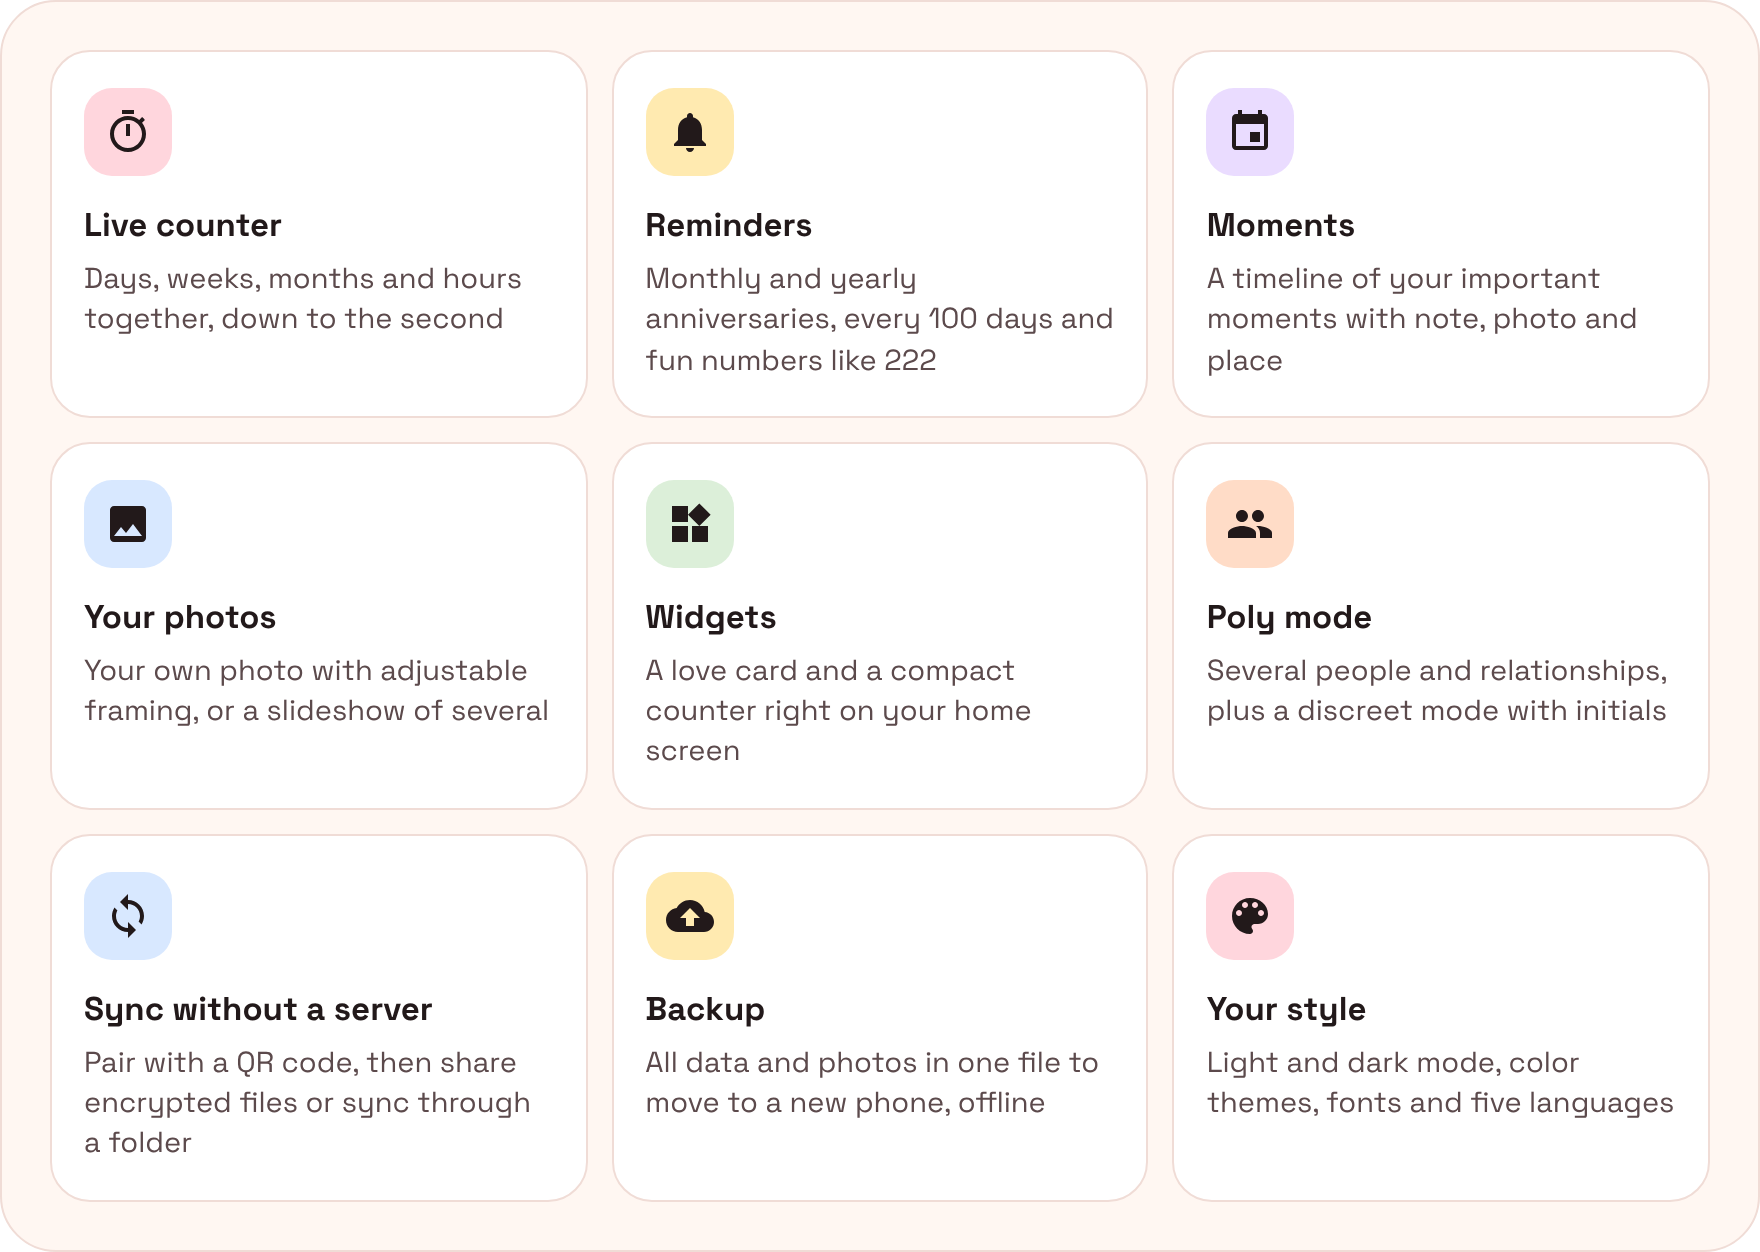 Live counter
Days, weeks, months and hours
together, down to the second
Reminders
Monthly and yearly
anniversaries, every 100 days and
fun numbers like 222
Moments
A timeline of your important
moments with note, photo and
place
Your photos
Your own photo with adjustable
framing, or a slideshow of several
Widgets
A love card and a compact
counter right on your home
screen
Poly mode
Several people and relationships,
plus a discreet mode with initials
Sync without a server
Pair with a QR code, then share
encrypted files or sync through
a folder
Backup
All data and photos in one file to
move to a new phone, offline
Your style
Light and dark mode, color
themes, fonts and five languages